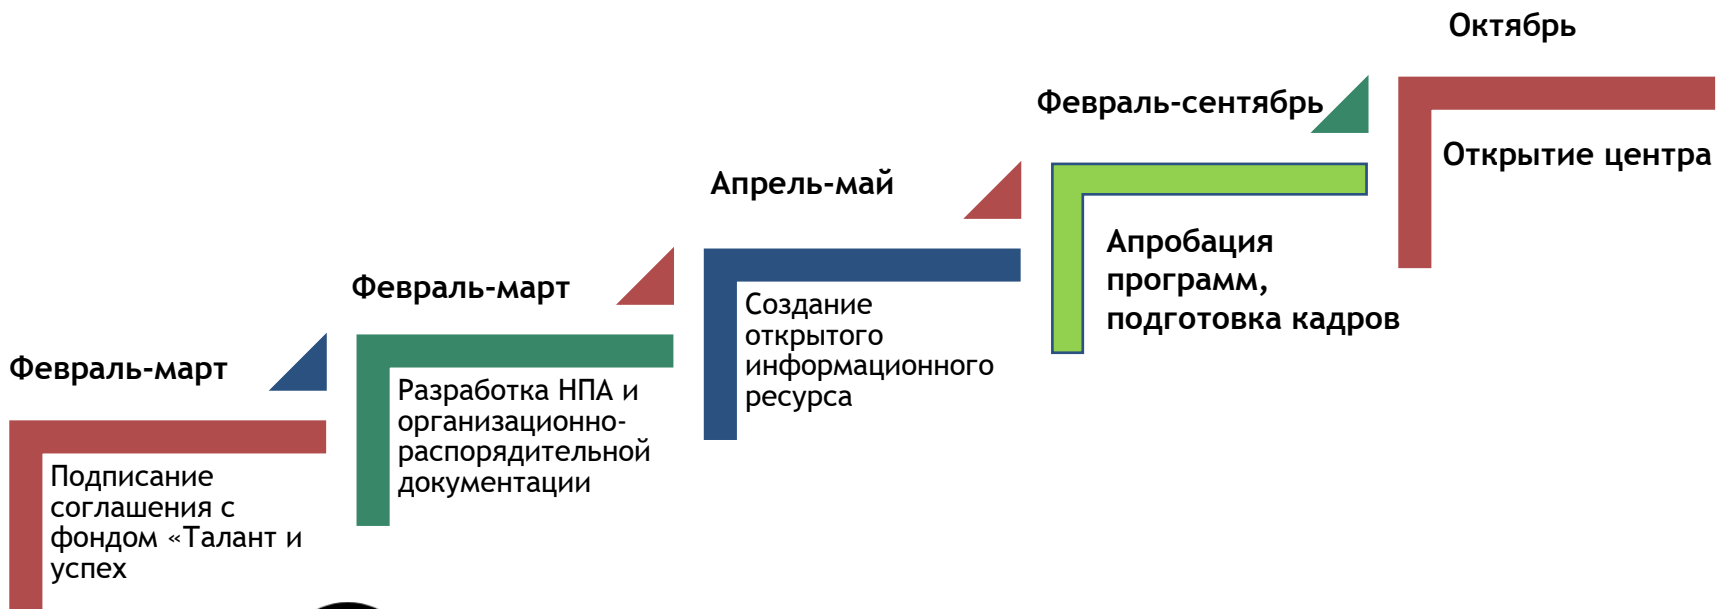 Февраль-март
Подписание
соглашения с
фондом «Талант и
успех
Февраль-март
Разработка НПА и
организационно-
распорядительной
документации
Апрель-май
Создание
открытого
информационного
ресурса
Февраль-сентябрь
Апробация
программ,
подготовка кадров
Октябрь
Открытие центра